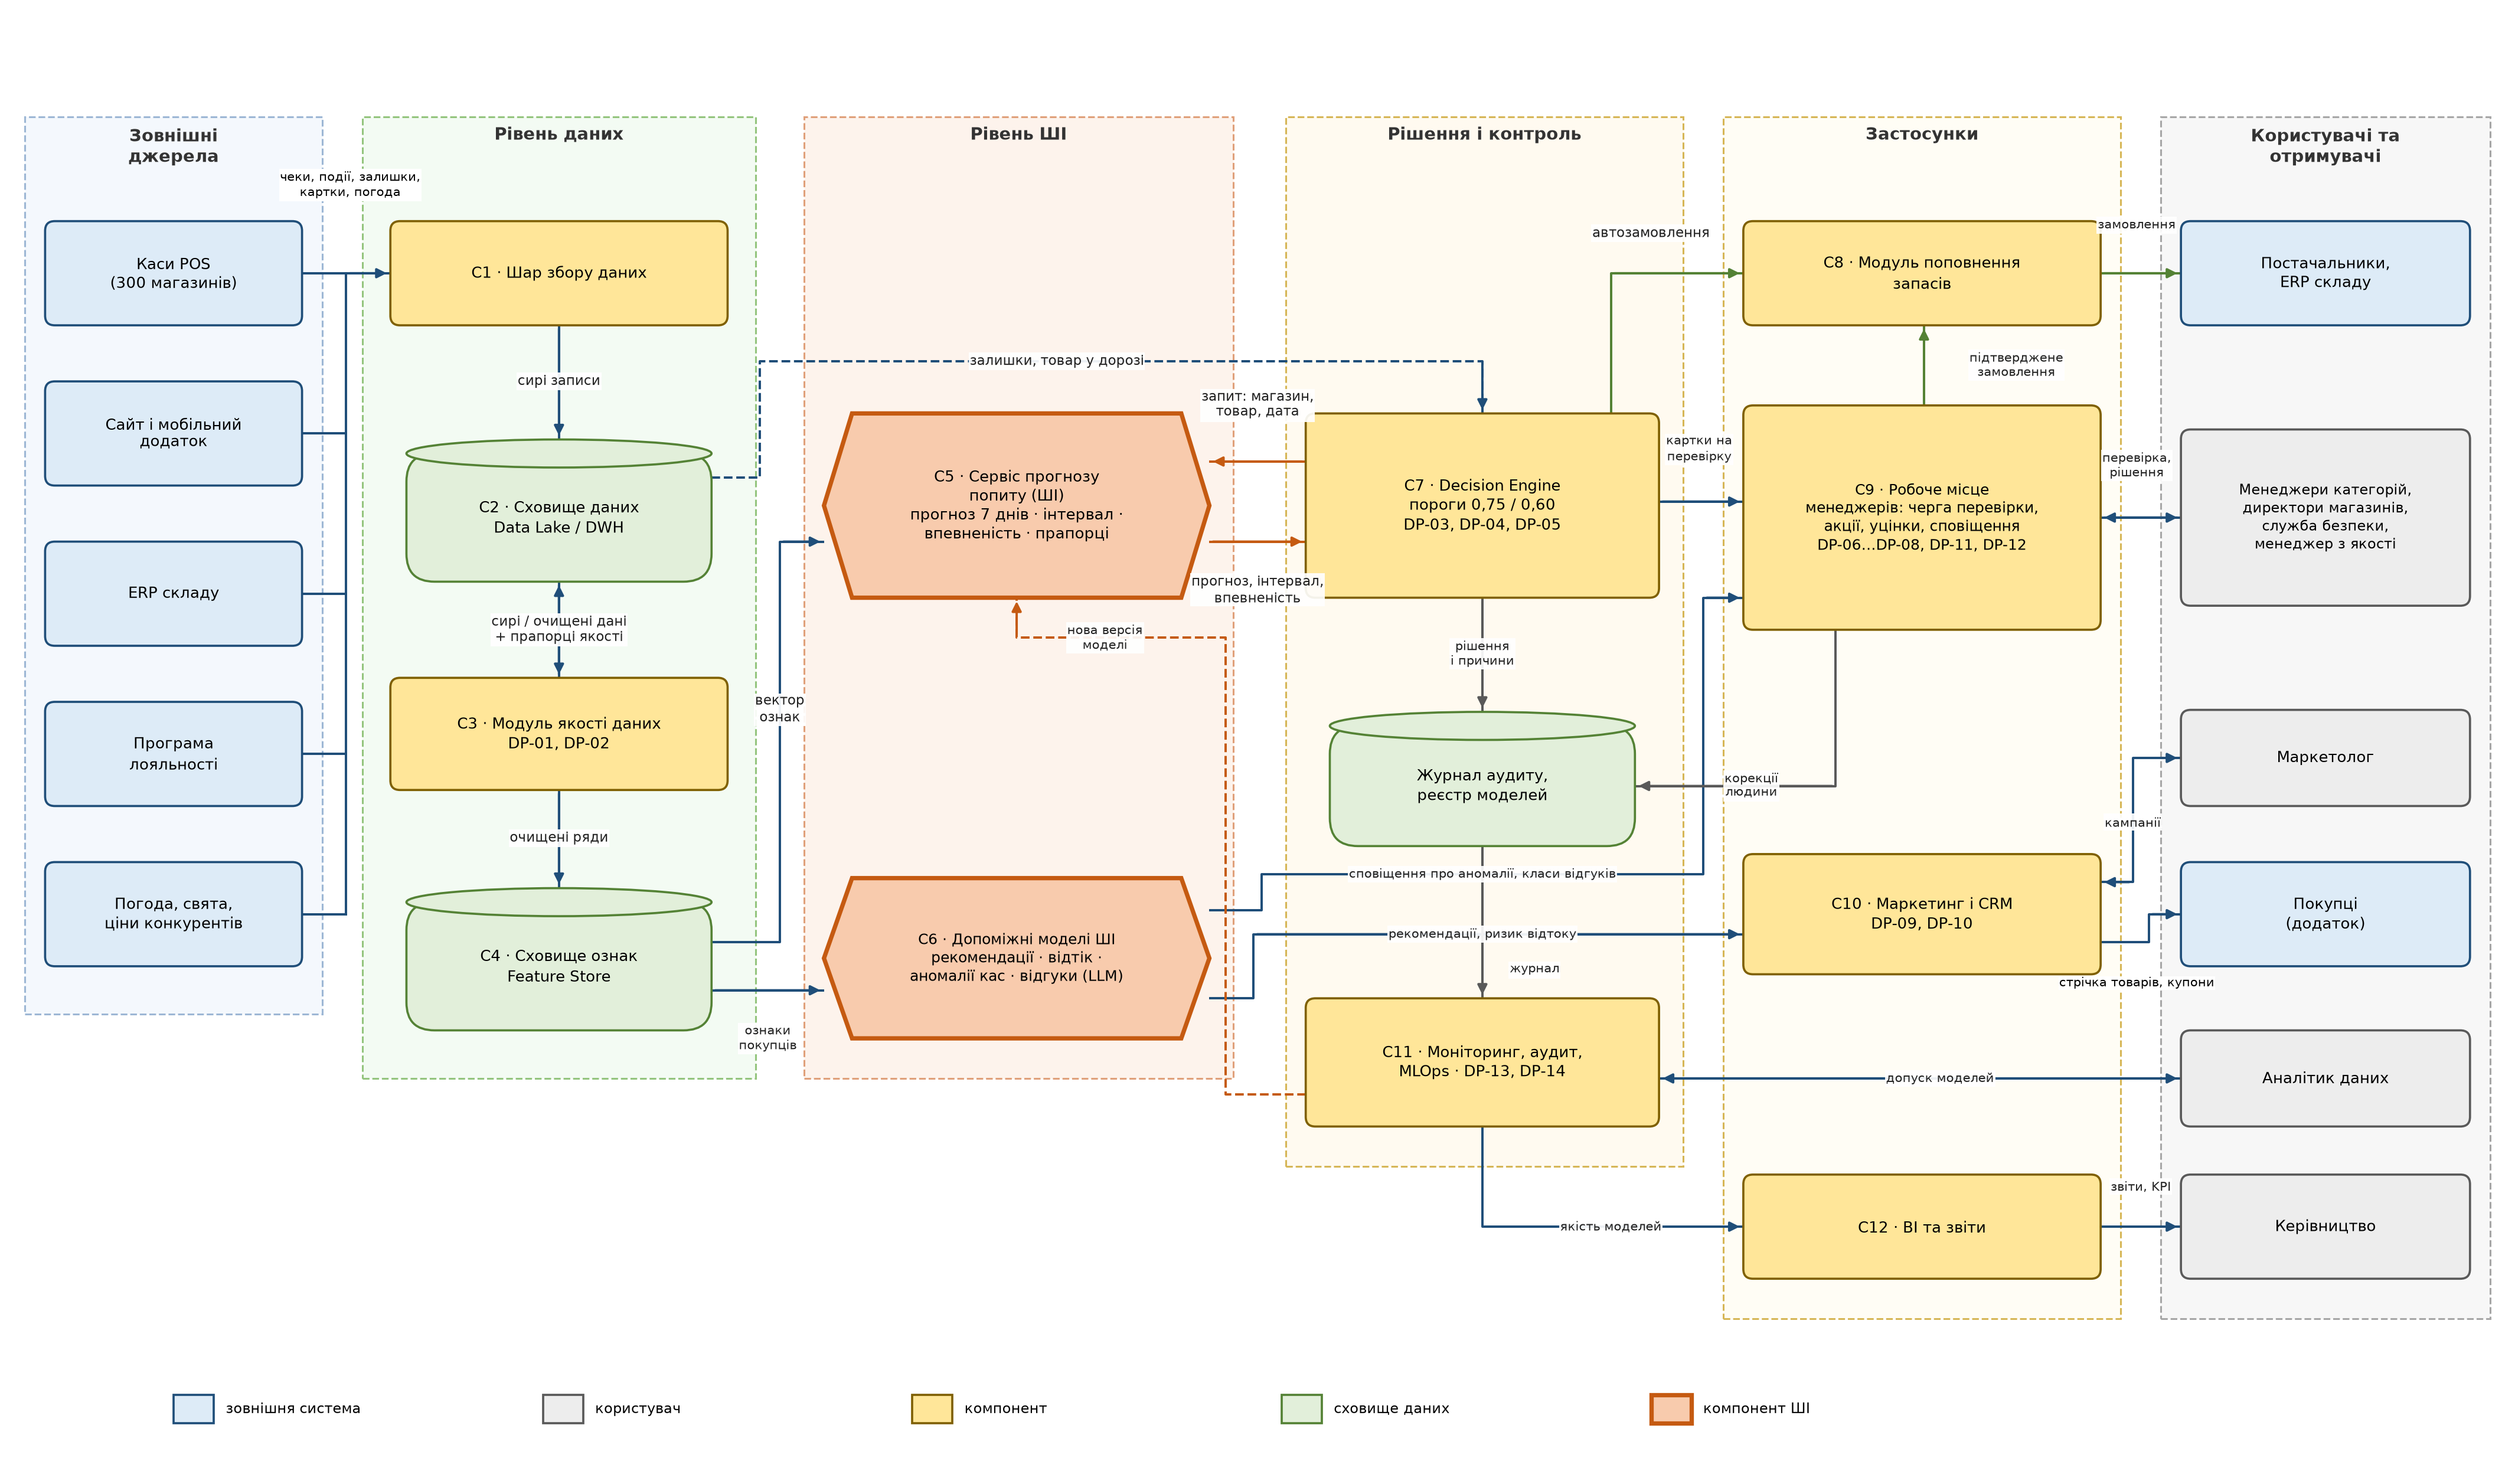 Зовнішні
джерела
Рівень даних
Рівень ШІ
Рішення і контроль
Застосунки
Користувачі та
отримувачі
чеки, події, залишки,
картки, погода
Каси POS
(300 магазинів)
Сайт і мобільний
додаток
ERP складу
Програма
лояльності
Погода, свята,
ціни конкурентів
C1 · Шар збору даних
сирі записи
C2 · Сховище даних
Data Lake / DWH
сирі / очищені дані
+ прапорці якості
C3 · Модуль якості даних
DP-01, DP-02
очищені ряди
C4 · Сховище ознак
Feature Store
вектор
ознак
ознаки
покупців
залишки, товар у дорозі
C5 · Сервіс прогнозу
попиту (ШІ)
прогноз 7 днів · інтервал ·
впевненість · прапорці
нова версія
моделі
C6 · Допоміжні моделі ШІ
рекомендації · відтік ·
аномалії кас · відгуки (LLM)
запит: магазин,
товар, дата
прогноз, інтервал,
впевненість
C7 · Decision Engine
пороги 0,75 / 0,60
DP-03, DP-04, DP-05
рішення
і причини
Журнал аудиту,
реєстр моделей
сповіщення про аномалії, класи відгуків
рекомендації, ризик відтоку
журнал
C11 · Моніторинг, аудит,
MLOps · DP-13, DP-14
автозамовлення
картки на
перевірку
корекції
людини
якість моделей
C8 · Модуль поповнення
запасів
підтверджене
замовлення
C9 · Робоче місце
менеджерів: черга перевірки,
акції, уцінки, сповіщення
DP-06...DP-08, DP-11, DP-12
C10 · Маркетинг і CRM
DP-09, DP-10
допуск моделей
C12 · BI та звіти
замовлення
перевірка,
рішення
кампанії
стрічка товарів, купони
звіти, KPI
Постачальники,
ERP складу
Менеджери категорій,
директори магазинів,
служба безпеки,
менеджер з якості
Маркетолог
Покупці
(додаток)
Аналітик даних
Керівництво
зовнішня система
користувач
компонент
сховище даних
компонент ШІ